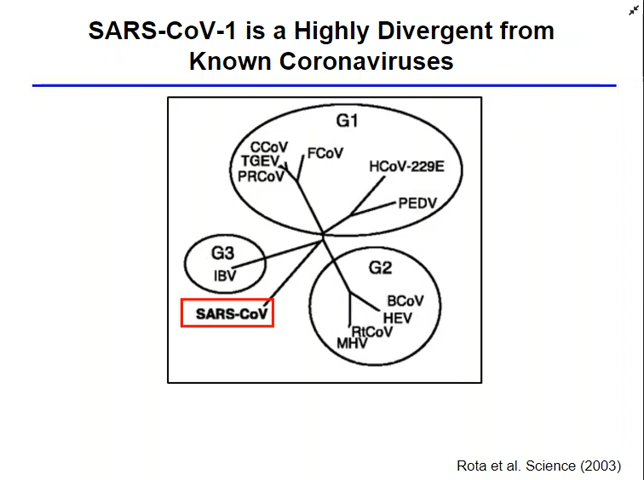 SARS-CoV-1 is a Highly Divergent from
Known Coronaviruses
G1
CCoV
TGEV
PRCoV
FCoV
HCoV-229E
PEDV
G3
IBV
SARS-CoV
G2
BCoV
HEV
RtCoV
MHV
Rota et al. Science (2003)